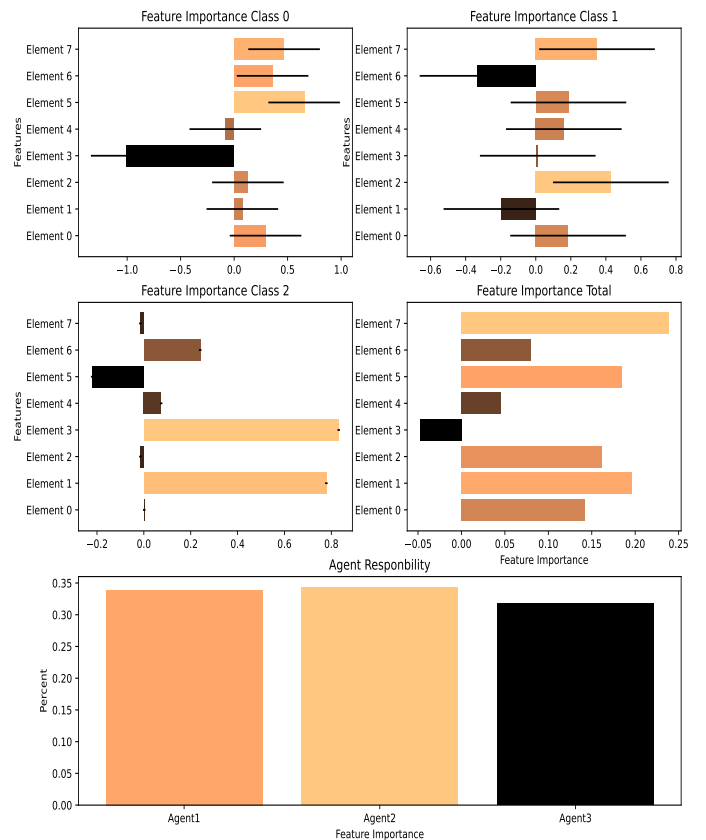 Feature Importance Class 0
Feature Importance Class 1
Element 7
Element 6
Element 5
Element 4
Element 3
Element 2
Element 1
Element 0
Features
−1.0 −0.5 0.0 0.5 1.0
Element 7
Element 6
Element 5
Element 4
Element 3
Element 2
Element 1
Element 0
Features
−0.6 −0.4 −0.2 0.0 0.2 0.4 0.6 0.8
Feature Importance Class 2
Feature Importance Total
Element 7
Element 6
Element 5
Element 4
Element 3
Element 2
Element 1
Element 0
Features
−0.2 0.0 0.2 0.4 0.6 0.8
Element 7
Element 6
Element 5
Element 4
Element 3
Element 2
Element 1
Element 0
−0.05 0.00 0.05 0.10 0.15 0.20 0.25
Feature Importance
Agent Responbility
0.35
0.30
0.25
0.20
0.15
0.10
0.05
0.00
Percent
Agent1 Agent2 Agent3
Feature Importance